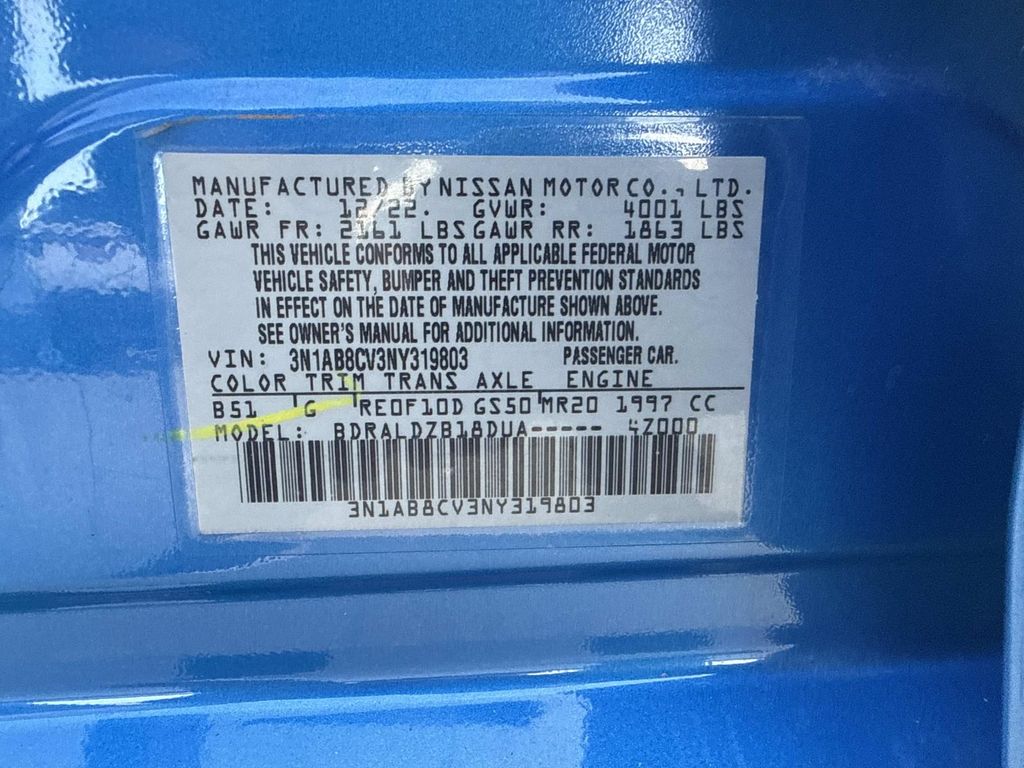 MANUFACTURED BY NISSAN MOTOR CO., LTD.
DATE: 12/22. GVWR: 4001 LBS
GAWR FR: 2161 LBS GAWR RR: 1863 LBS
THIS VEHICLE CONFORMS TO ALL APPLICABLE FEDERAL MOTOR
VEHICLE SAFETY, BUMPER AND THEFT PREVENTION STANDARDS
IN EFFECT ON THE DATE OF MANUFACTURE SHOWN ABOVE.
SEE OWNER'S MANUAL FOR ADDITIONAL INFORMATION.
VIN: 3N1AB8CV3NY319803 PASSENGER CAR.
COLOR TRIM TRANS AXLE ENGINE
B51 G RE0F10D GS50 MR20 1997 CC
MODEL: BDRALDZB18DUA----- 4Z000
3N1AB8CV3NY319803